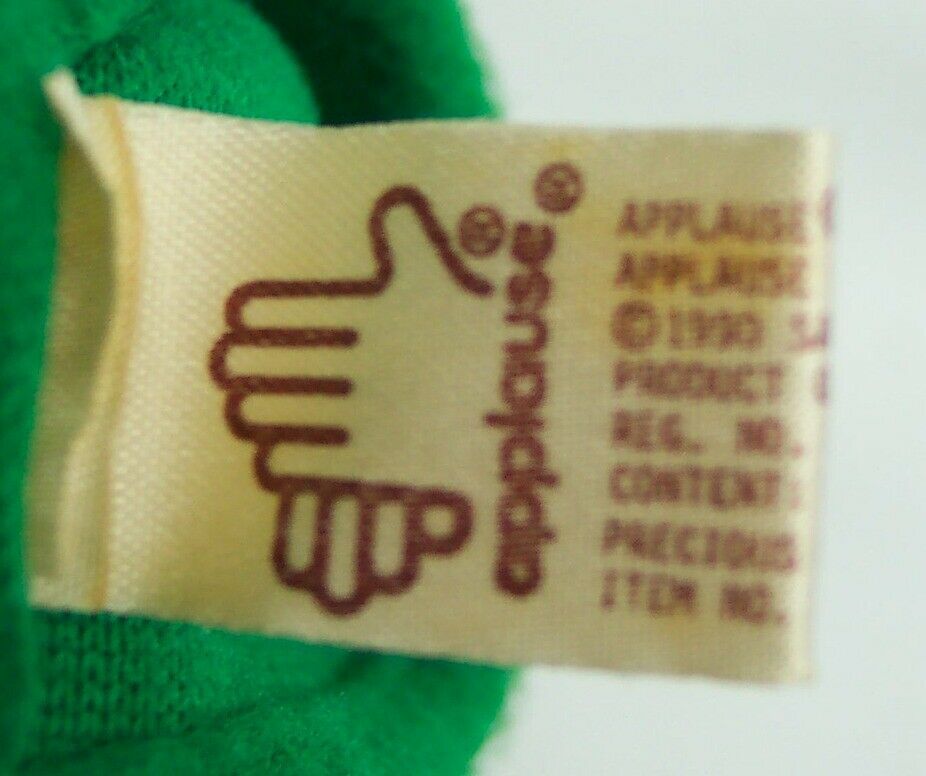 applause®
®
APPLAUSE
APPLAUSE
©1990
PRODUCT
REG. NO.
CONTENT:
PRECIOUS
ITEM NO.